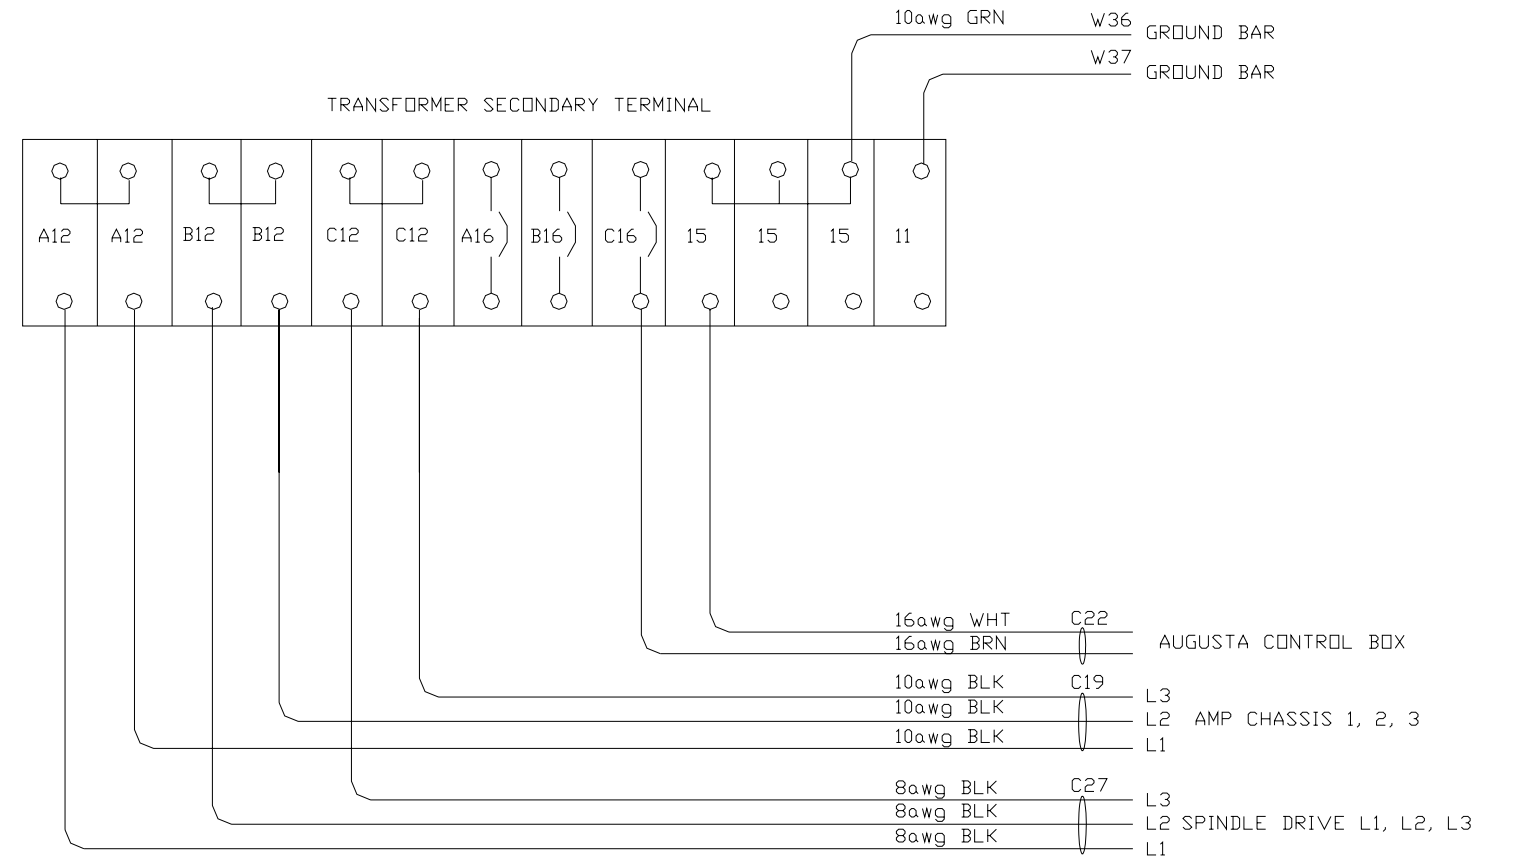 10awg GRN W36 GROUND BAR
W37 GROUND BAR
TRANSFORMER SECONDARY TERMINAL
A12 A12 B12 B12 C12 C12 A16 B16 C16 15 15 15 11
16awg WHT C22
16awg BRN AUGUSTA CONTROL BOX
10awg BLK C19 L3
10awg BLK L2 AMP CHASSIS 1, 2, 3
10awg BLK L1
8awg BLK C27 L3
8awg BLK L2 SPINDLE DRIVE L1, L2, L3
8awg BLK L1